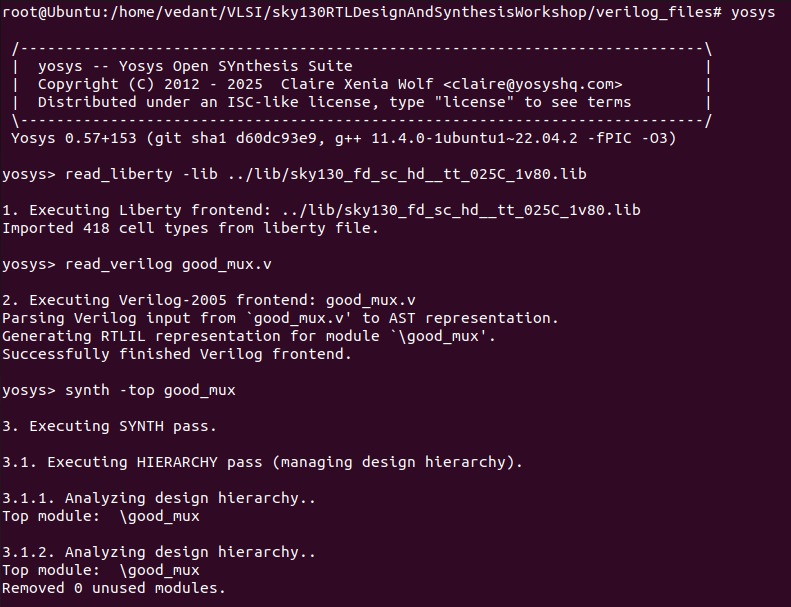 root@Ubuntu:/home/vedant/VLSI/sky130RTLDesignAndSynthesisWorkshop/verilog_files# yosys
/----------------------------------------------------------------------------\
| yosys -- Yosys Open SYnthesis Suite |
| Copyright (C) 2012 - 2025 Claire Xenia Wolf <claire@yosyshq.com> |
| Distributed under an ISC-like license, type "license" to see terms |
\----------------------------------------------------------------------------/
Yosys 0.57+153 (git sha1 d60dc93e9, g++ 11.4.0-1ubuntu1~22.04.2 -fPIC -O3)
yosys> read_liberty -lib ../lib/sky130_fd_sc_hd__tt_025C_1v80.lib
1. Executing Liberty frontend: ../lib/sky130_fd_sc_hd__tt_025C_1v80.lib
Imported 418 cell types from liberty file.
yosys> read_verilog good_mux.v
2. Executing Verilog-2005 frontend: good_mux.v
Parsing Verilog input from `good_mux.v' to AST representation.
Generating RTLIL representation for module `\good_mux'.
Successfully finished Verilog frontend.
yosys> synth -top good_mux
3. Executing SYNTH pass.
3.1. Executing HIERARCHY pass (managing design hierarchy).
3.1.1. Analyzing design hierarchy..
Top module: \good_mux
3.1.2. Analyzing design hierarchy..
Top module: \good_mux
Removed 0 unused modules.